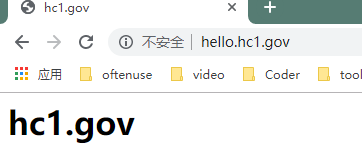 hc1.gov
不安全 hello.hc1.gov
应用 oftenuse video Coder tool
hc1.gov